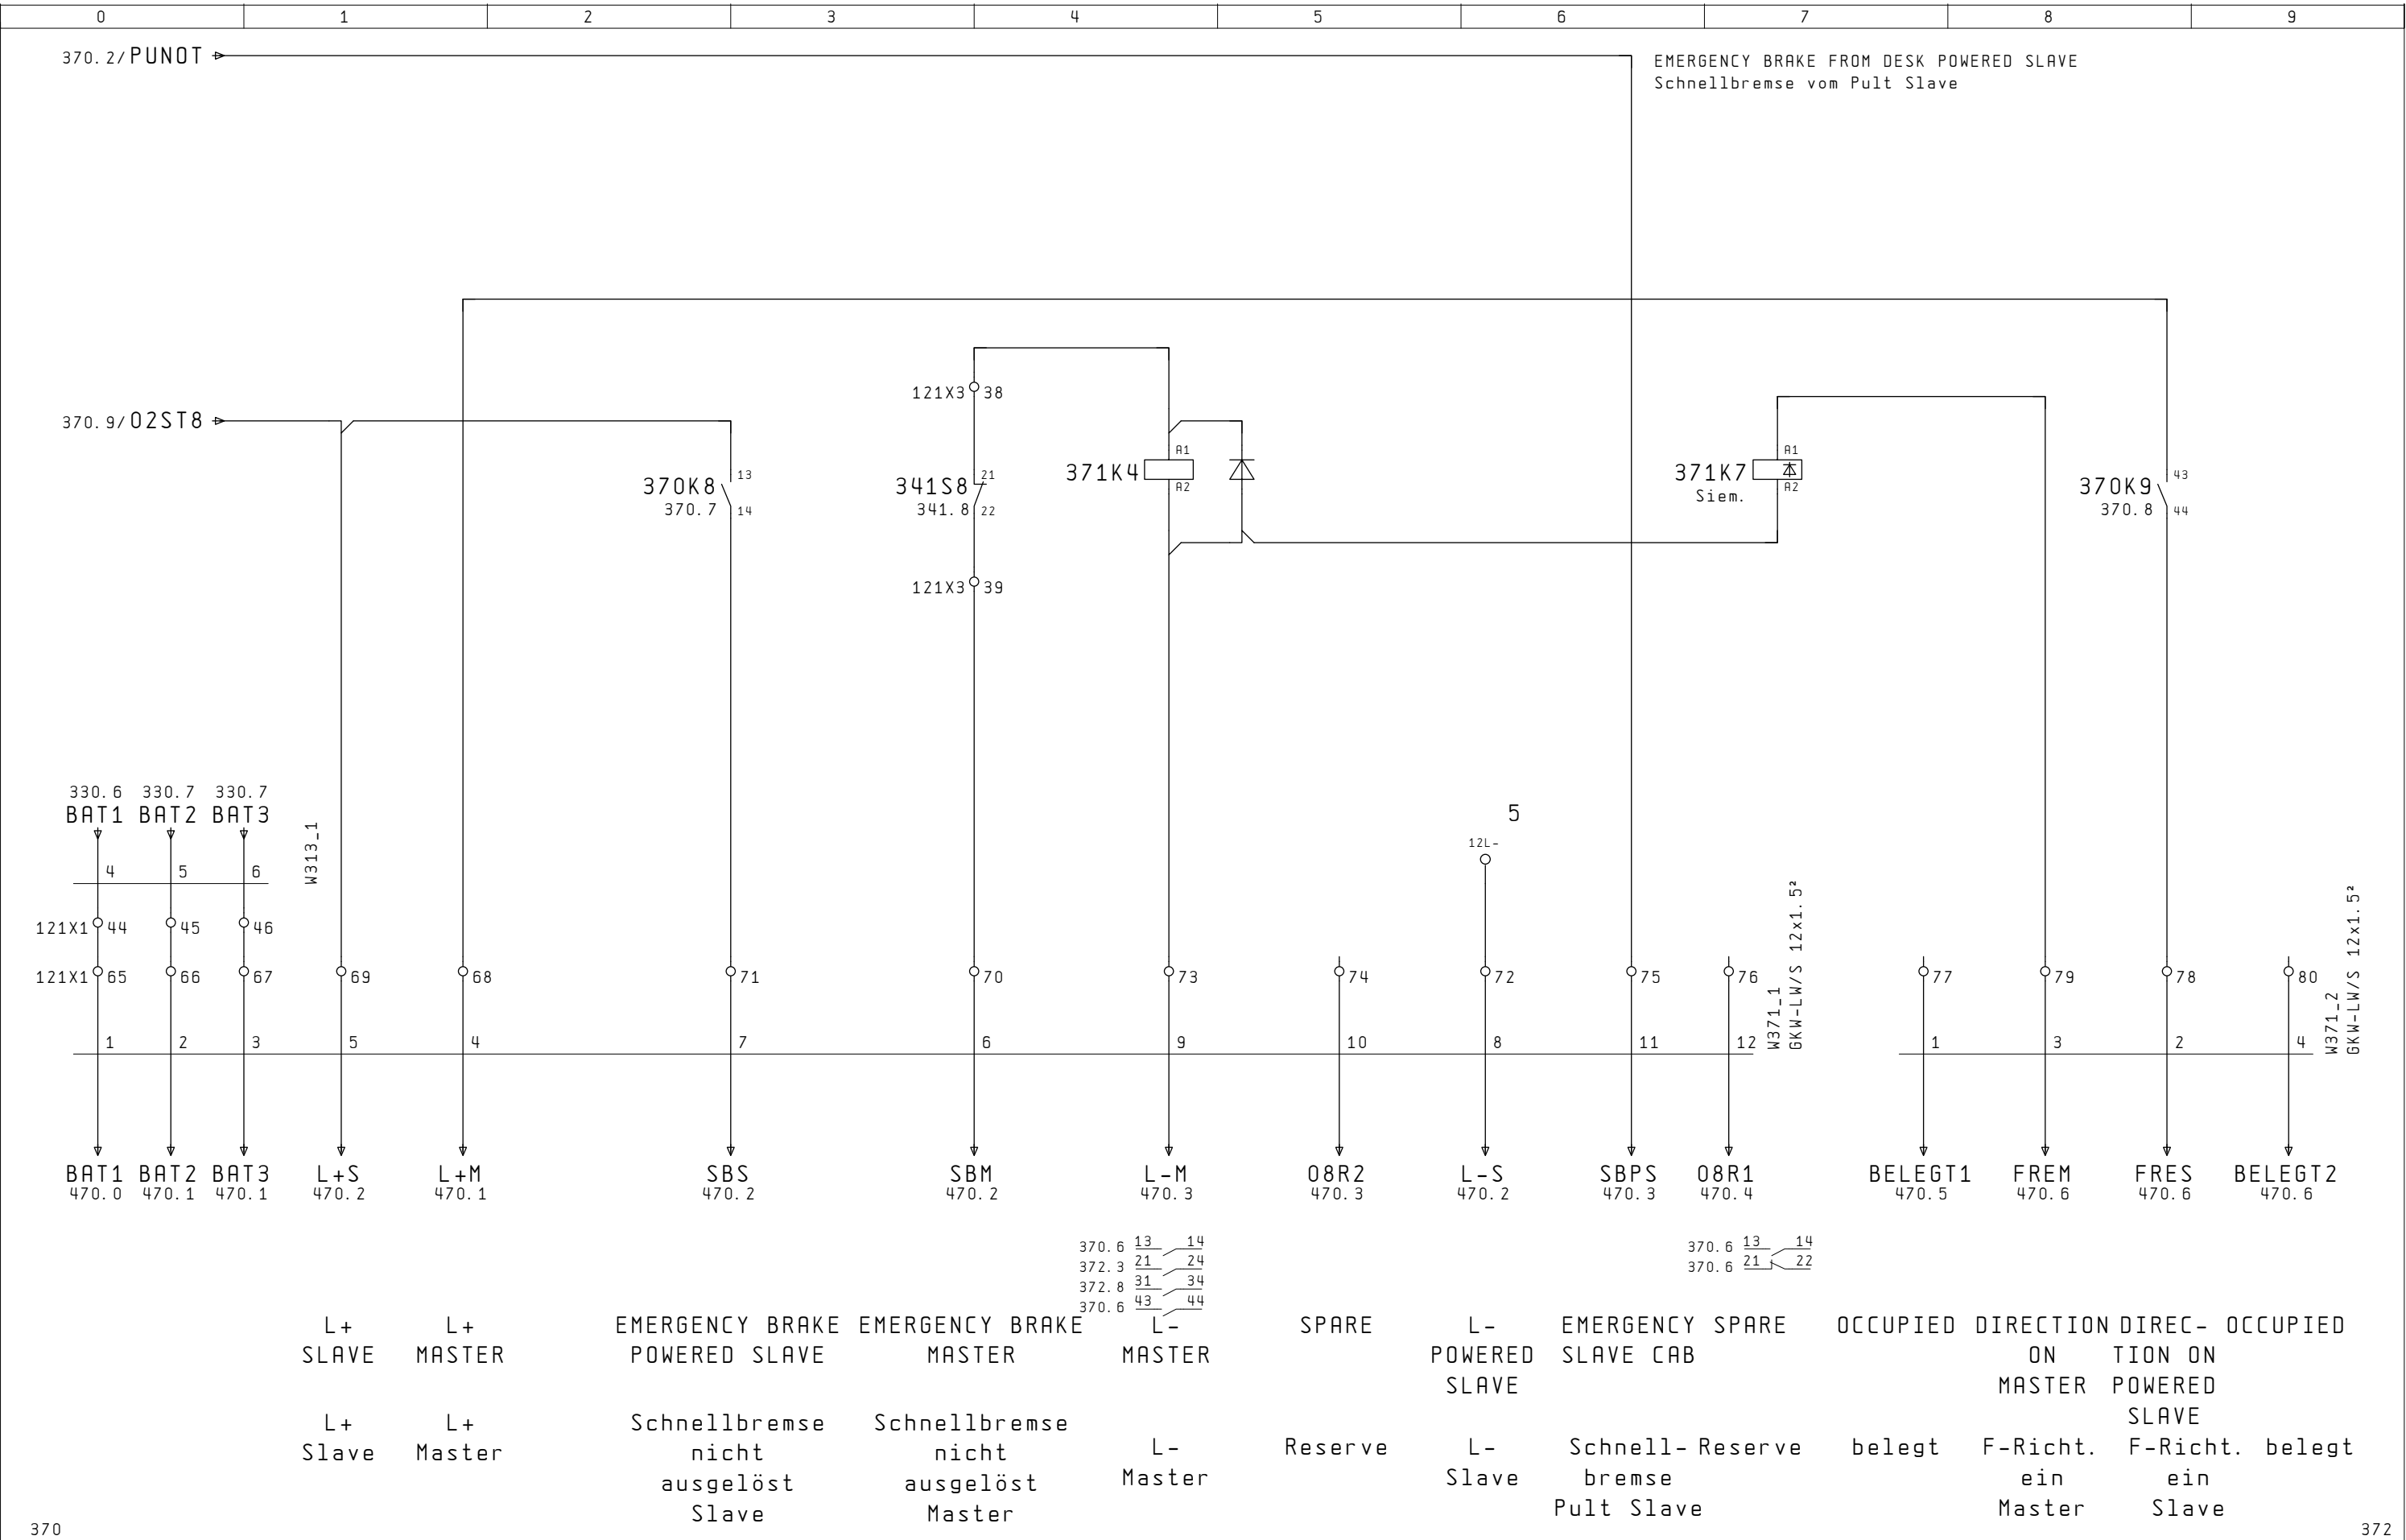 0 1 2 3 4 5 6 7 8 9
370.2/PUNOT
EMERGENCY BRAKE FROM DESK POWERED SLAVE
Schnellbremse vom Pult Slave
121X3 38
370.9/02ST8
370K8 13
370.7 14
341S8 21
341.8 22
371K4 A1
A2
371K7 A1
Siem. A2
370K9 43
370.8 44
121X3 39
330.6 330.7 330.7
BAT1 BAT2 BAT3
W313_1
5
12L-
4 5 6
121X1 44 45 46
121X1 65 66 67 69 68 71 70 73 74 72 75 76 77 79 78 80
W371_1
GKW-LW/S 12x1.5²
W371_2
GKW-LW/S 12x1.5²
1 2 3 5 4 7 6 9 10 8 11 12 1 3 2 4
BAT1 BAT2 BAT3 L+S L+M SBS SBM L-M 08R2 L-S SBPS 08R1 BELEGT1 FREM FRES BELEGT2
470.0 470.1 470.1 470.2 470.1 470.2 470.2 470.3 470.3 470.2 470.3 470.4 470.5 470.6 470.6 470.6
370.6 13 14
372.3 21 24
372.8 31 34
370.6 43 44
370.6 13 14
370.6 21 22
L+ L+ EMERGENCY BRAKE EMERGENCY BRAKE L- SPARE L- EMERGENCY SPARE OCCUPIED DIRECTION DIREC- OCCUPIED
SLAVE MASTER POWERED SLAVE MASTER MASTER POWERED SLAVE CAB ON TION ON
SLAVE MASTER POWERED
SLAVE
L+ L+ Schnellbremse Schnellbremse
Slave Master nicht nicht L- Reserve L- Schnell- Reserve belegt F-Richt. F-Richt. belegt
ausgelöst ausgelöst Master Slave bremse ein ein
Slave Master Pult Slave Master Slave
370 372